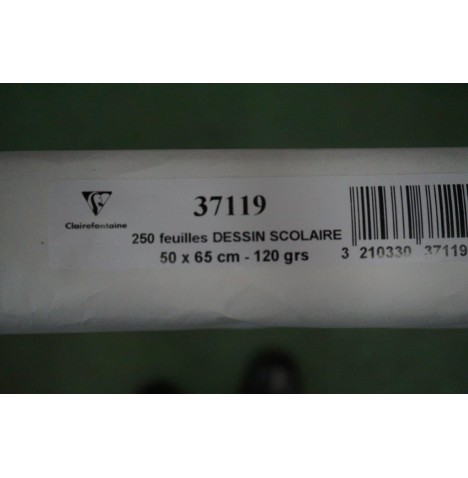 37119
Clairefontaine
250 feuilles DESSIN SCOLAIRE
50 x 65 cm - 120 grs
3 210330 37119